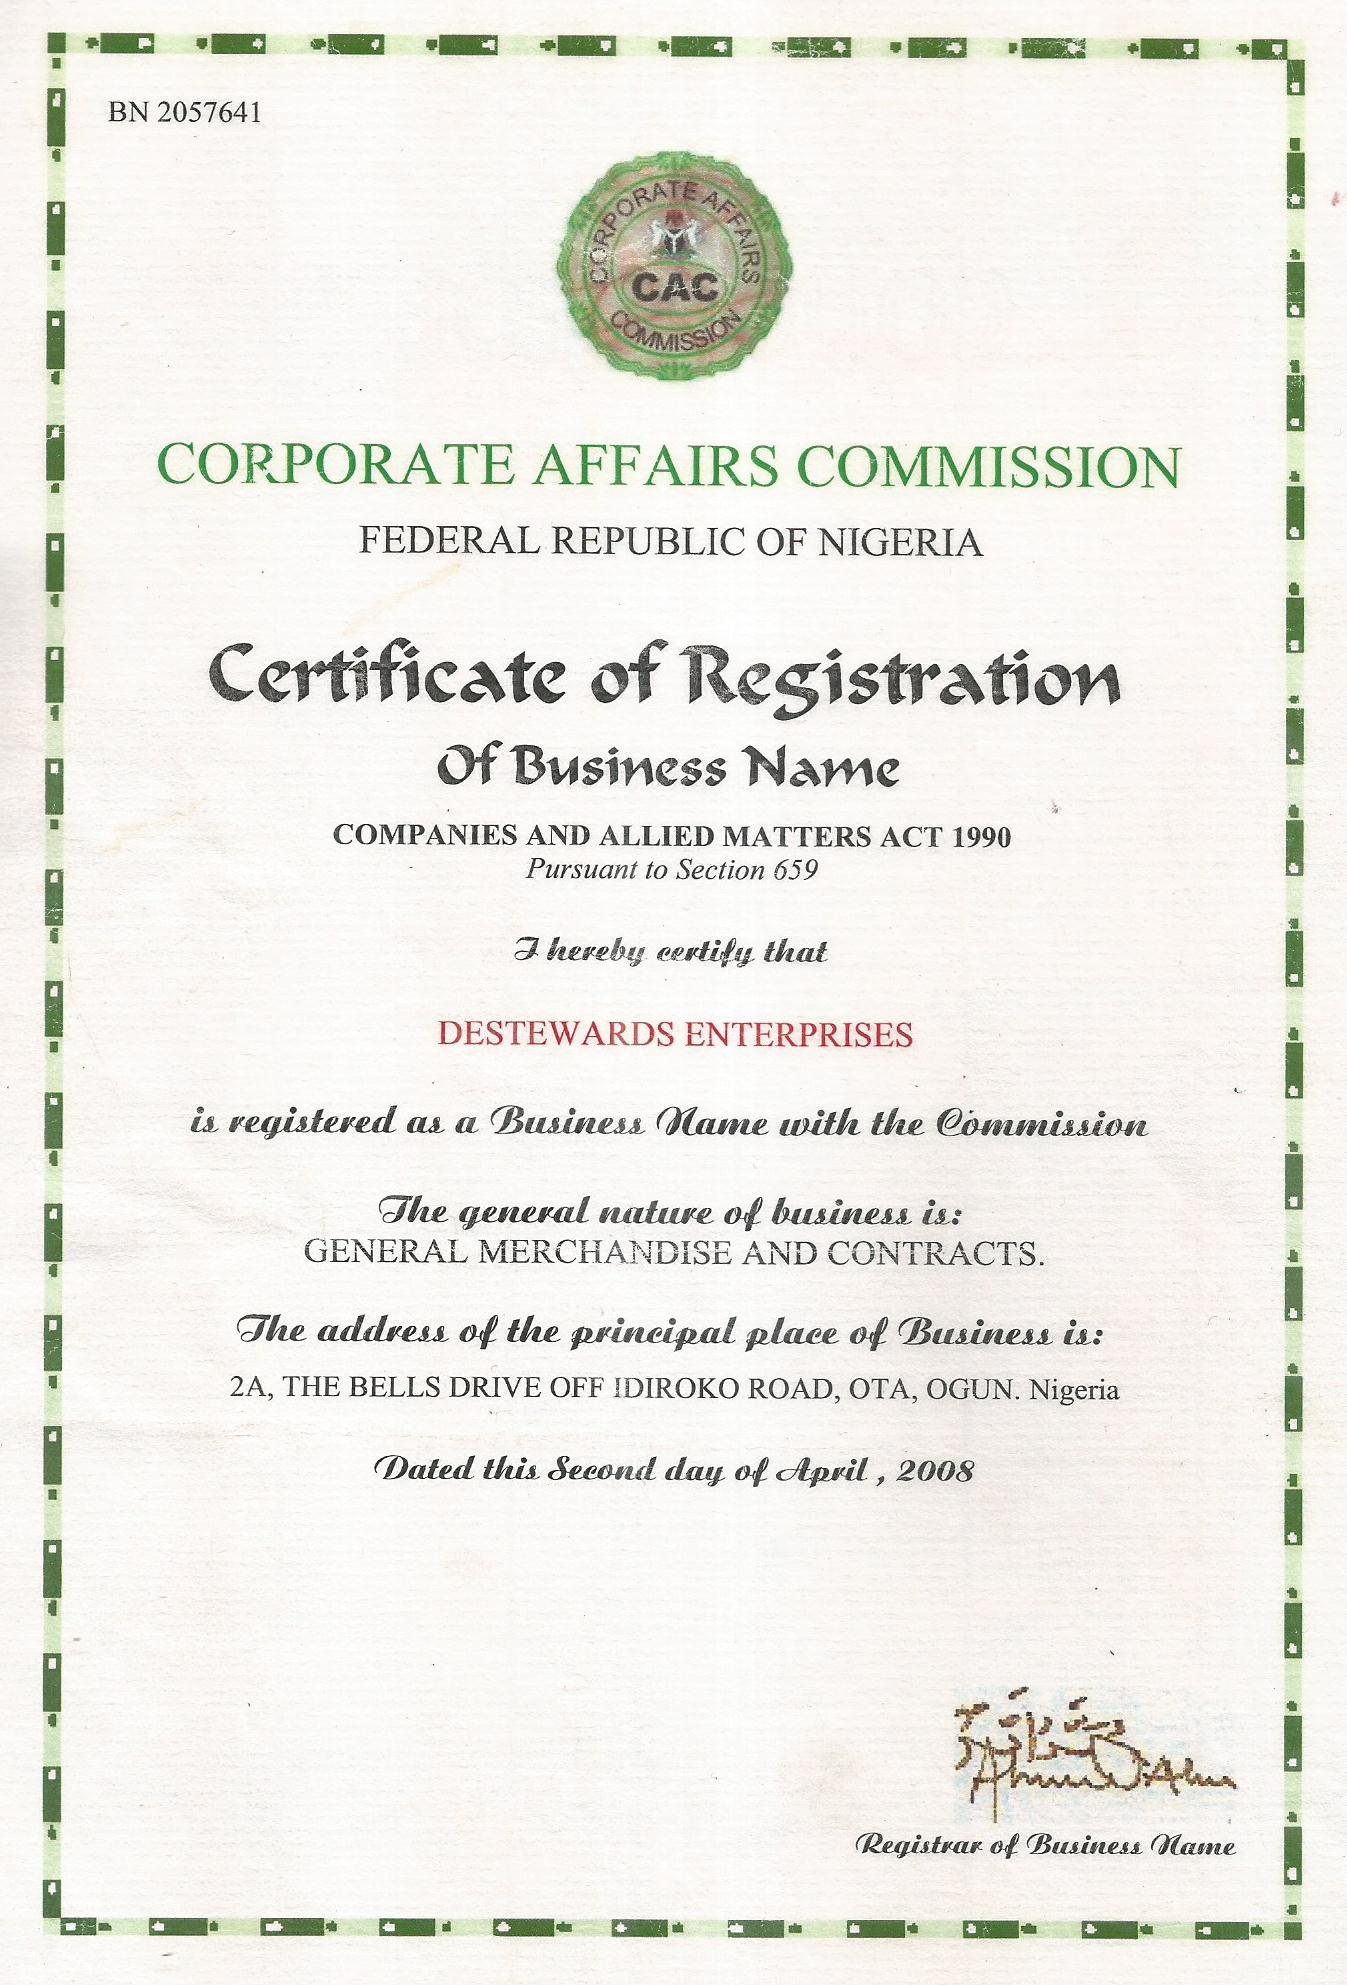 BN 2057641
CORPORATE AFFAIRS
CAC
COMMISSION
CORPORATE AFFAIRS COMMISSION
FEDERAL REPUBLIC OF NIGERIA
Certificate of Registration
Of Business Name
COMPANIES AND ALLIED MATTERS ACT 1990
Pursuant to Section 659
I hereby certify that
DESTEWARDS ENTERPRISES
is registered as a Business Name with the Commission
The general nature of business is:
GENERAL MERCHANDISE AND CONTRACTS.
The address of the principal place of Business is:
2A, THE BELLS DRIVE OFF IDIROKO ROAD, OTA, OGUN. Nigeria
Dated this Second day of April , 2008
Registrar of Business Name